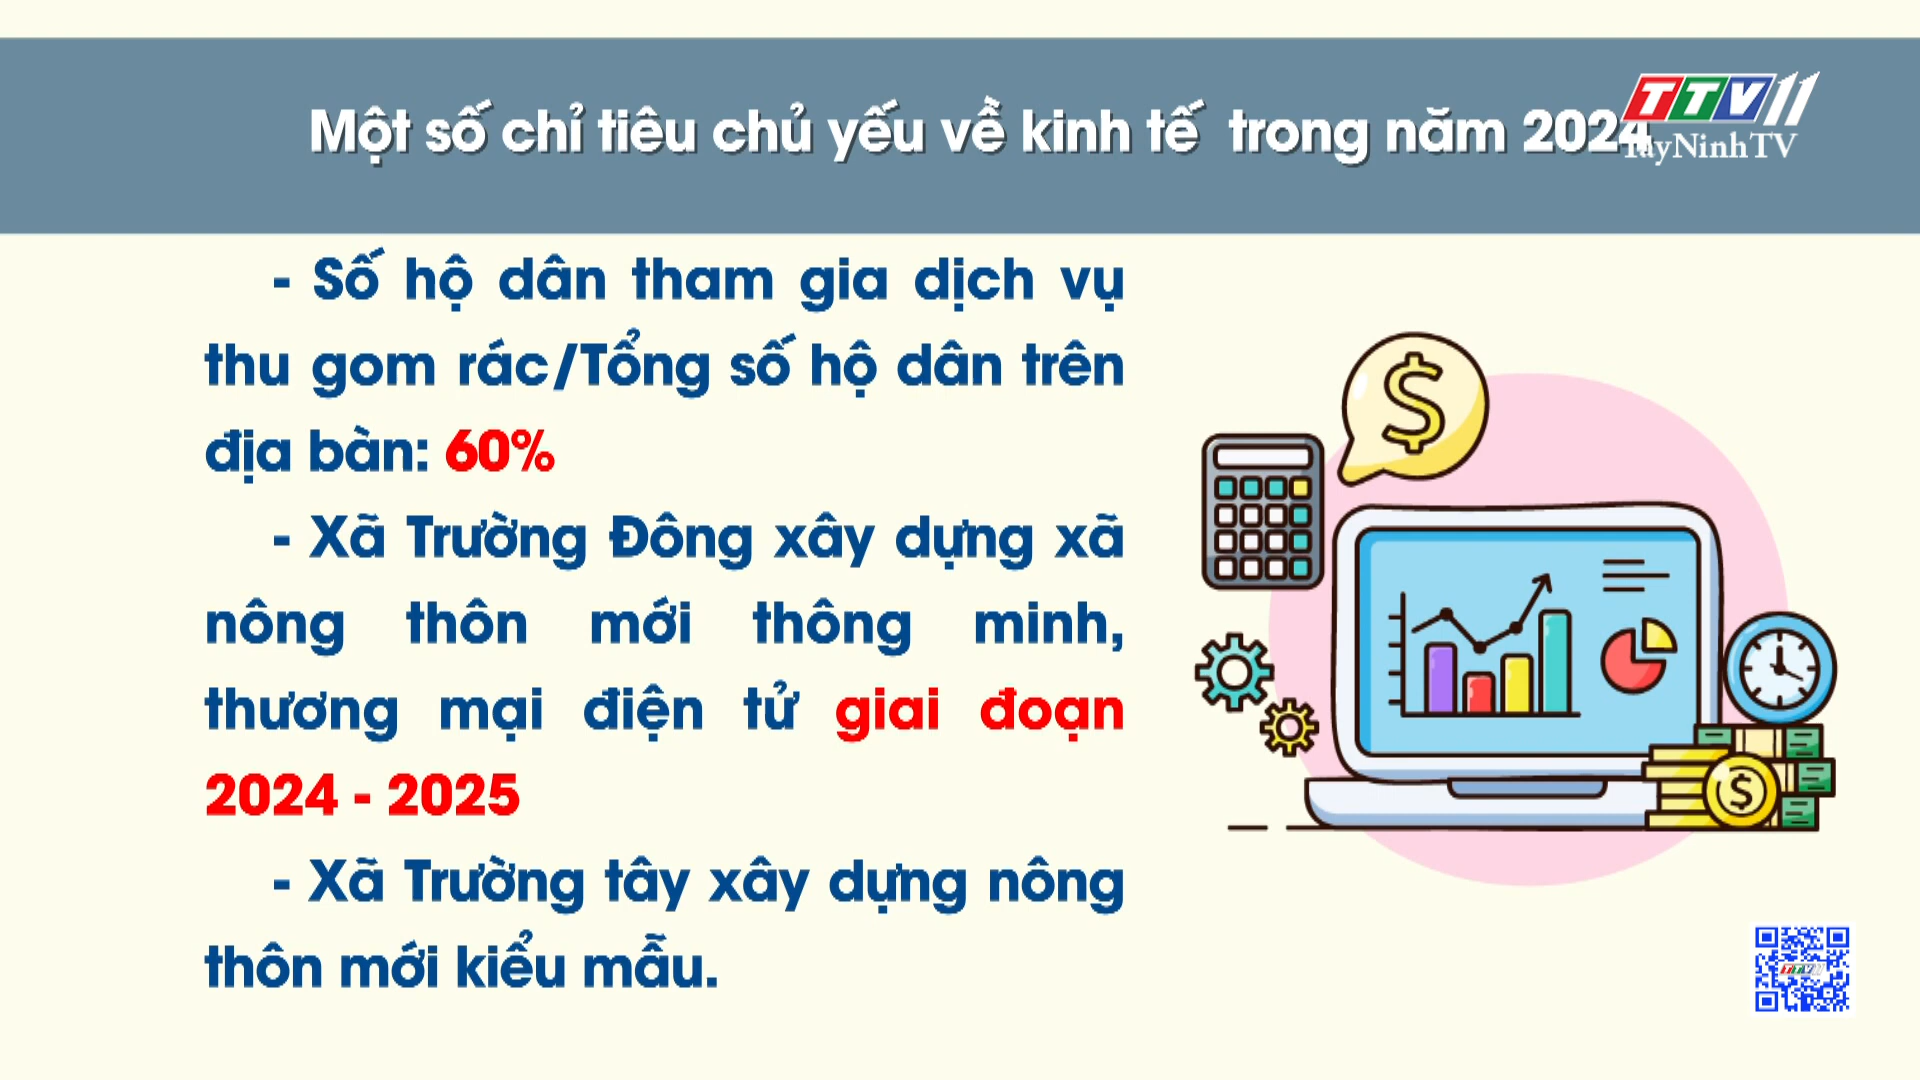 Một số chỉ tiêu chủ yếu về kinh tế trong năm 2024
TTV11
TayNinhTV
- Số hộ dân tham gia dịch vụ
thu gom rác/Tổng số hộ dân trên
địa bàn: 60%
- Xã Trường Đông xây dựng xã
nông thôn mới thông minh,
thương mại điện tử giai đoạn
2024 - 2025
- Xã Trường tây xây dựng nông
thôn mới kiểu mẫu.